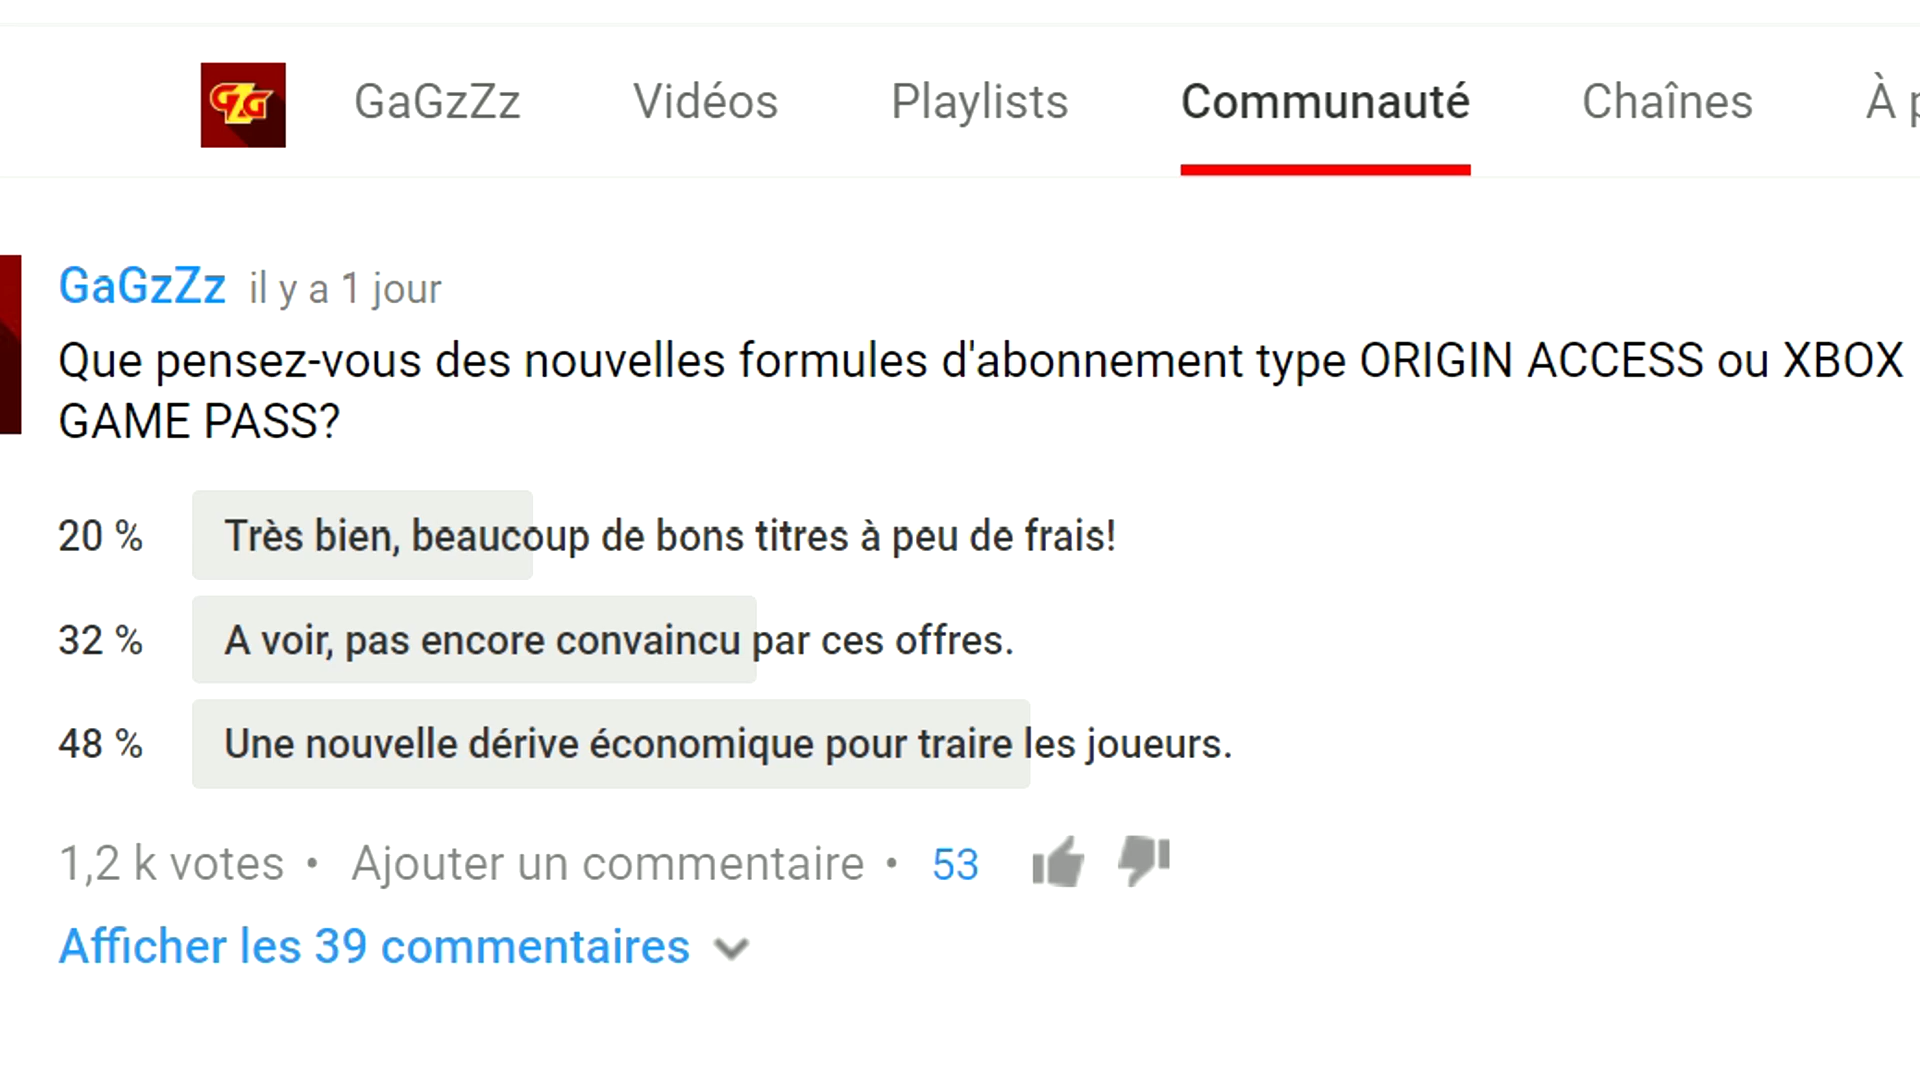 GZG GaGzZz Vidéos Playlists Communauté Chaînes À
GaGzZz il y a 1 jour
Que pensez-vous des nouvelles formules d'abonnement type ORIGIN ACCESS ou XBOX
GAME PASS?
20 % Très bien, beaucoup de bons titres à peu de frais!
32 % A voir, pas encore convaincu par ces offres.
48 % Une nouvelle dérive économique pour traire les joueurs.
1,2 k votes • Ajouter un commentaire • 53
Afficher les 39 commentaires